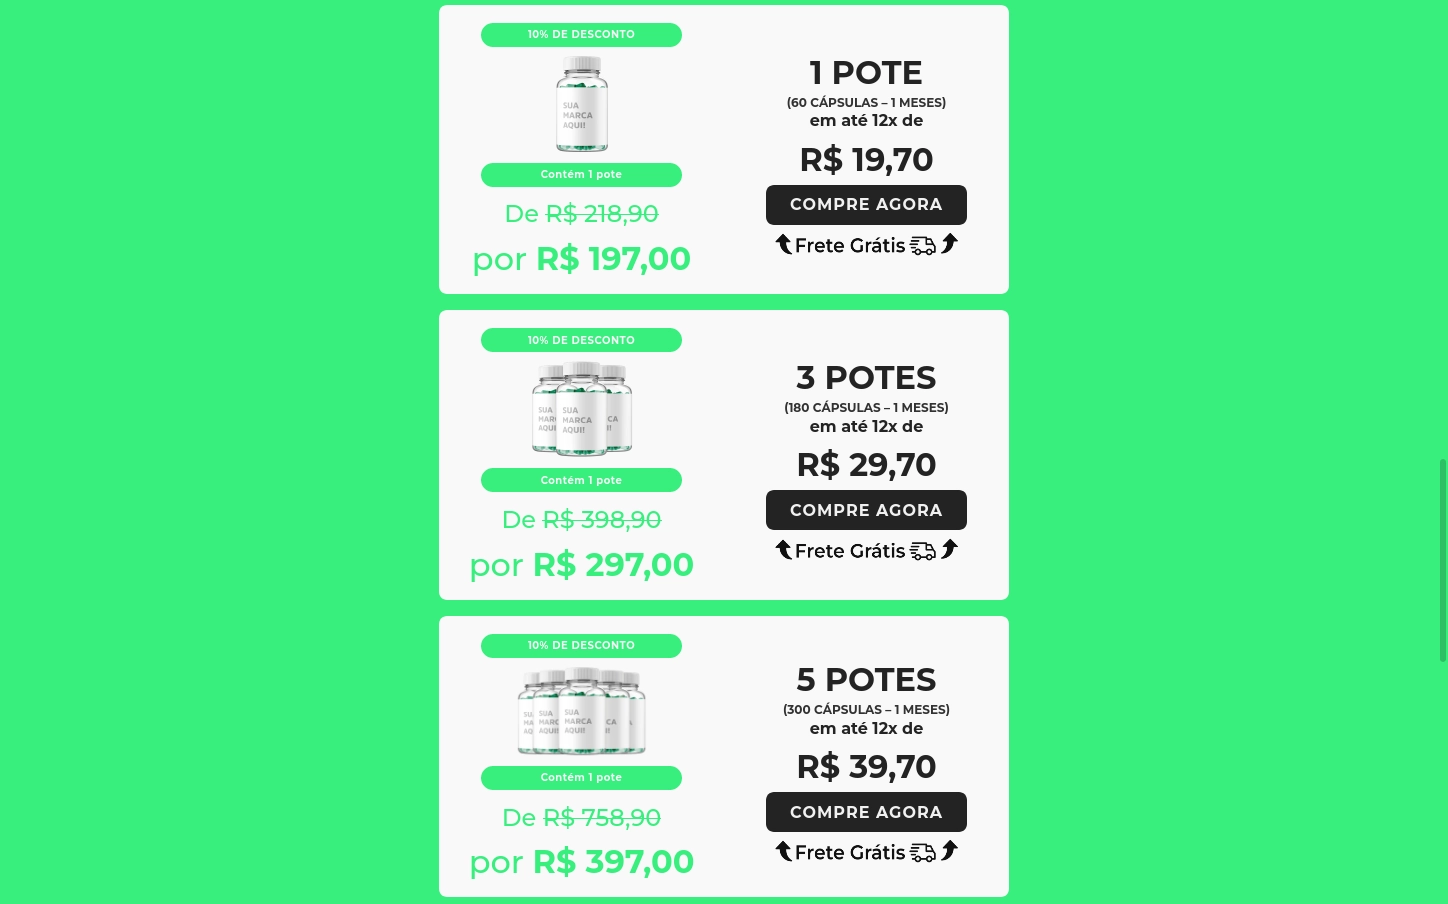 10% DE DESCONTO
SUA
MARCA
AQUI!
Contém 1 pote
De R$ 218,90
por R$ 197,00
1 POTE
(60 CÁPSULAS – 1 MESES)
em até 12x de
R$ 19,70
COMPRE AGORA
Frete Grátis
10% DE DESCONTO
SUA
MARCA
AQUI!
Contém 1 pote
De R$ 398,90
por R$ 297,00
3 POTES
(180 CÁPSULAS – 1 MESES)
em até 12x de
R$ 29,70
COMPRE AGORA
Frete Grátis
10% DE DESCONTO
SUA
MARCA
AQUI!
Contém 1 pote
De R$ 758,90
por R$ 397,00
5 POTES
(300 CÁPSULAS – 1 MESES)
em até 12x de
R$ 39,70
COMPRE AGORA
Frete Grátis